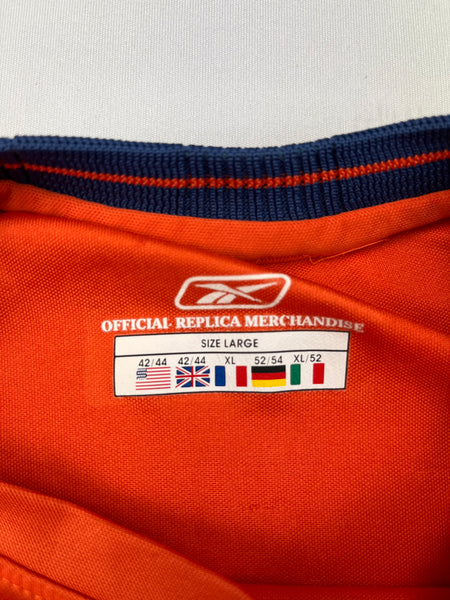 OFFICIAL· REPLICA MERCHANDISE
SIZE LARGE
42/44 42/44 XL 52/54 XL/52